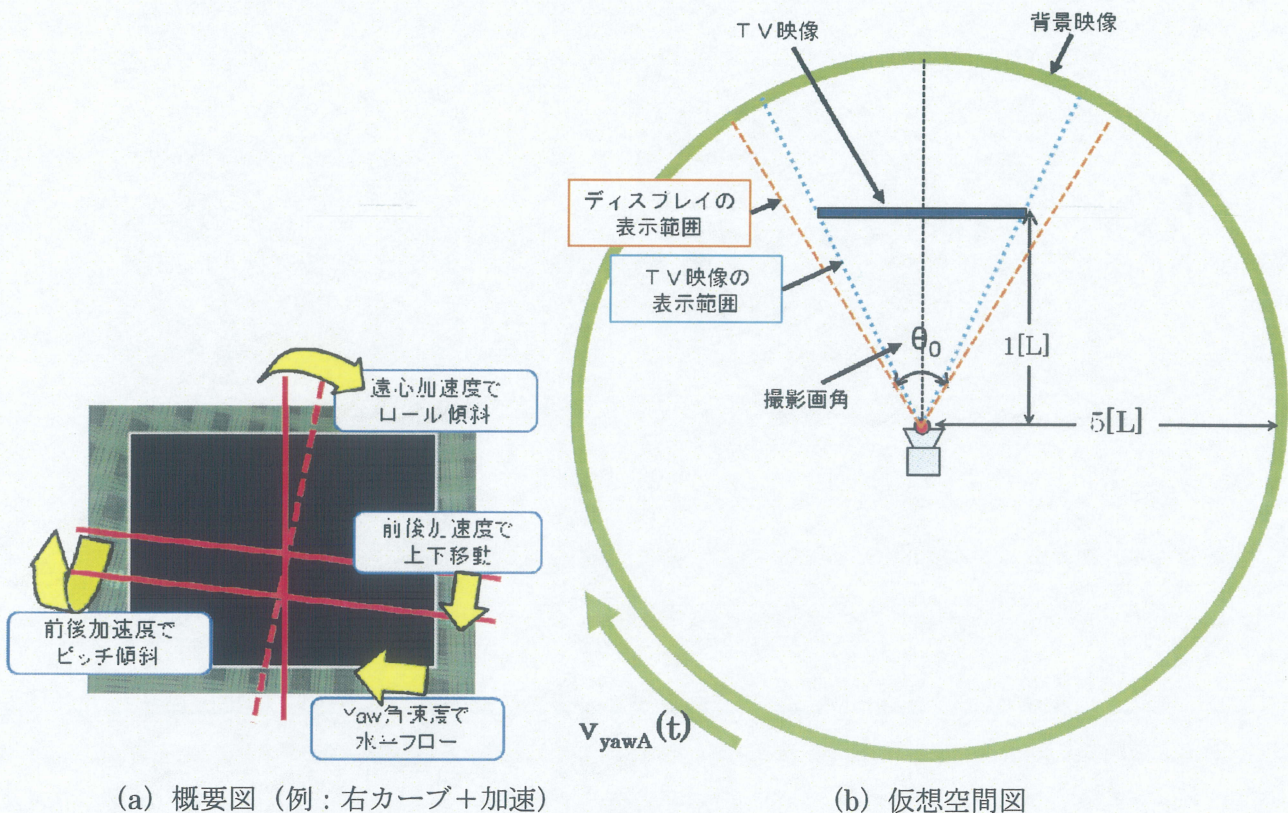 遠心加速度で
ロール傾斜
前後加速度で
上下移動
前後加速度で
ピッチ傾斜
Yaw角速度で
水平フロー
(a) 概要図（例：右カーブ＋加速）
TV映像
背景映像
ディスプレイの
表示範囲
TV映像の
表示範囲
θ0
撮影画角
1[L]
5[L]
vyawA(t)
(b) 仮想空間図